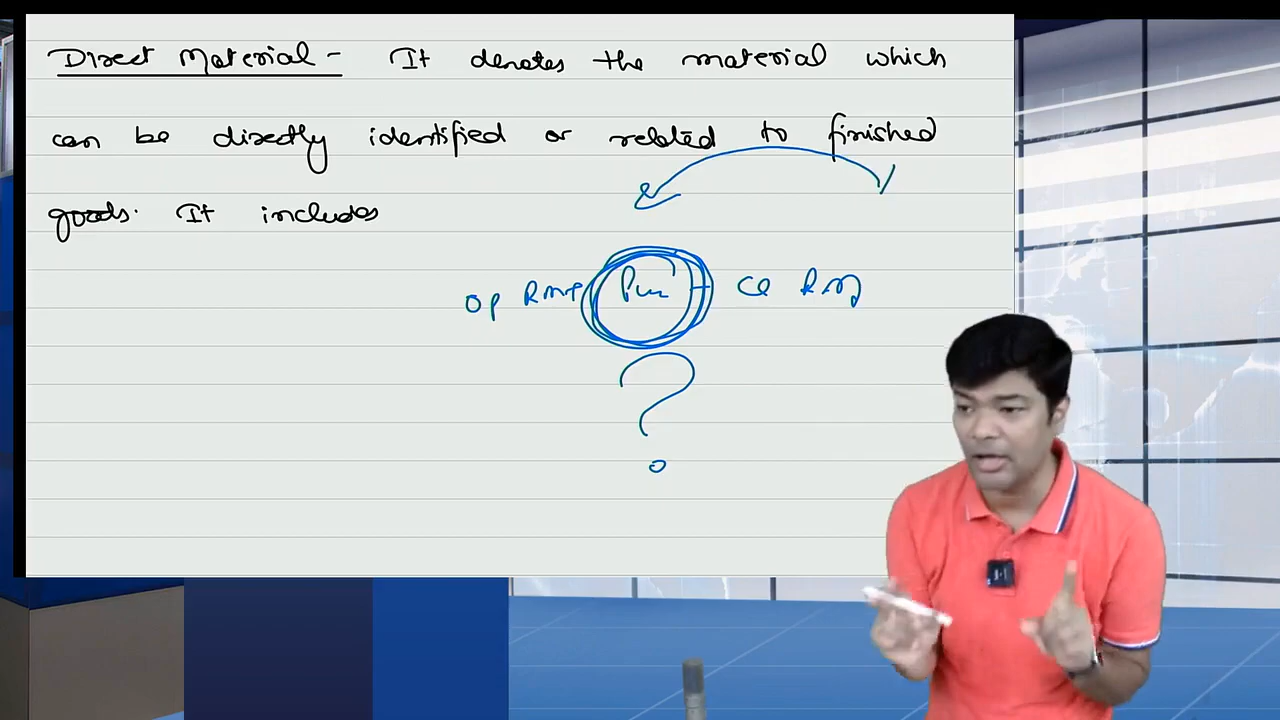 Direct Material - It denotes the material which
can be directly identified or related to finished
goods. It includes
Op RM + Pur - Cl RM
?